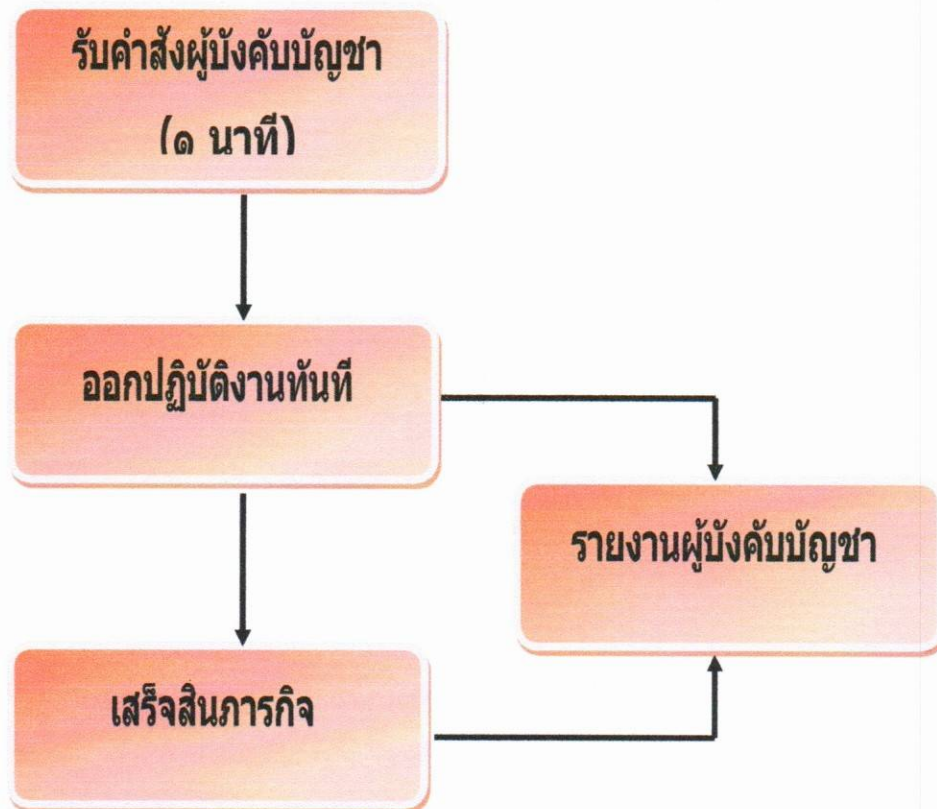 รับคำสั่งผู้บังคับบัญชา
(๑ นาที)
ออกปฏิบัติงานทันที
รายงานผู้บังคับบัญชา
เสร็จสิ้นภารกิจ